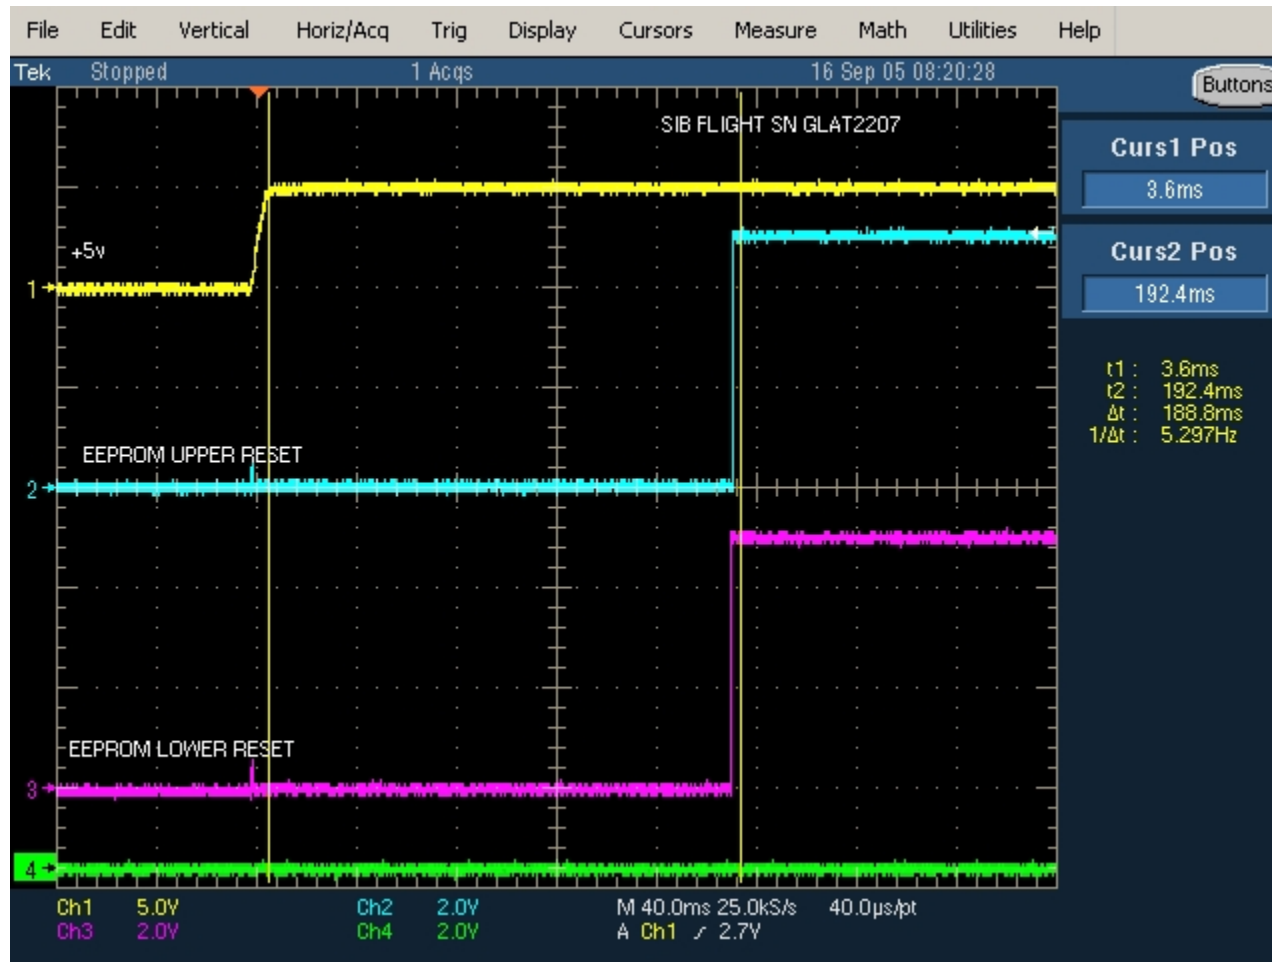 File Edit Vertical Horiz/Acq Trig Display Cursors Measure Math Utilities Help
Tek Stopped 1 Acqs 16 Sep 05 08:20:28
Buttons
SIB FLIGHT SN GLAT2207
Curs1 Pos
3.6ms
+5v
Curs2 Pos
1
192.4ms
t1 : 3.6ms
t2 : 192.4ms
Δt : 188.8ms
1/Δt : 5.297Hz
EEPROM UPPER RESET
2
EEPROM LOWER RESET
3
4
Ch1 5.0V Ch2 2.0V M 40.0ms 25.0kS/s 40.0µs/pt
Ch3 2.0V Ch4 2.0V A Ch1 / 2.7V